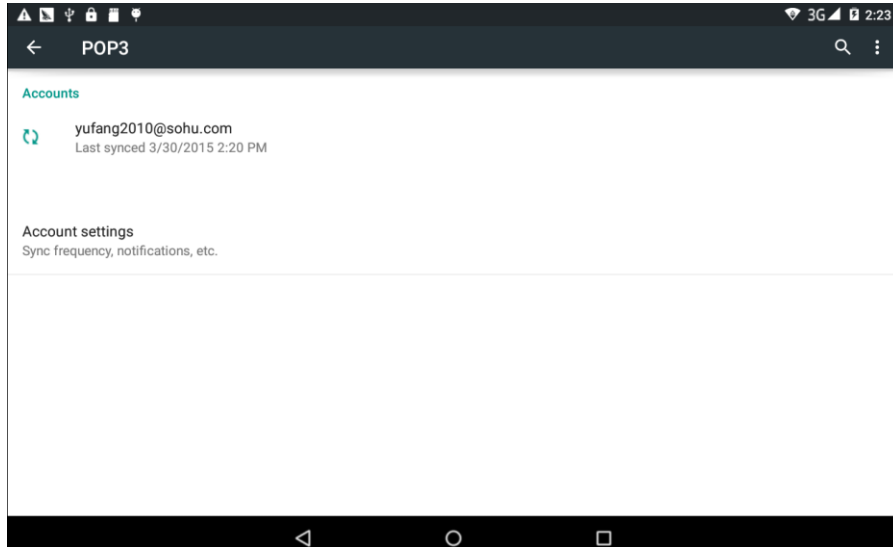 3G 2:23
POP3
Accounts
yufang2010@sohu.com
Last synced 3/30/2015 2:20 PM
Account settings
Sync frequency, notifications, etc.